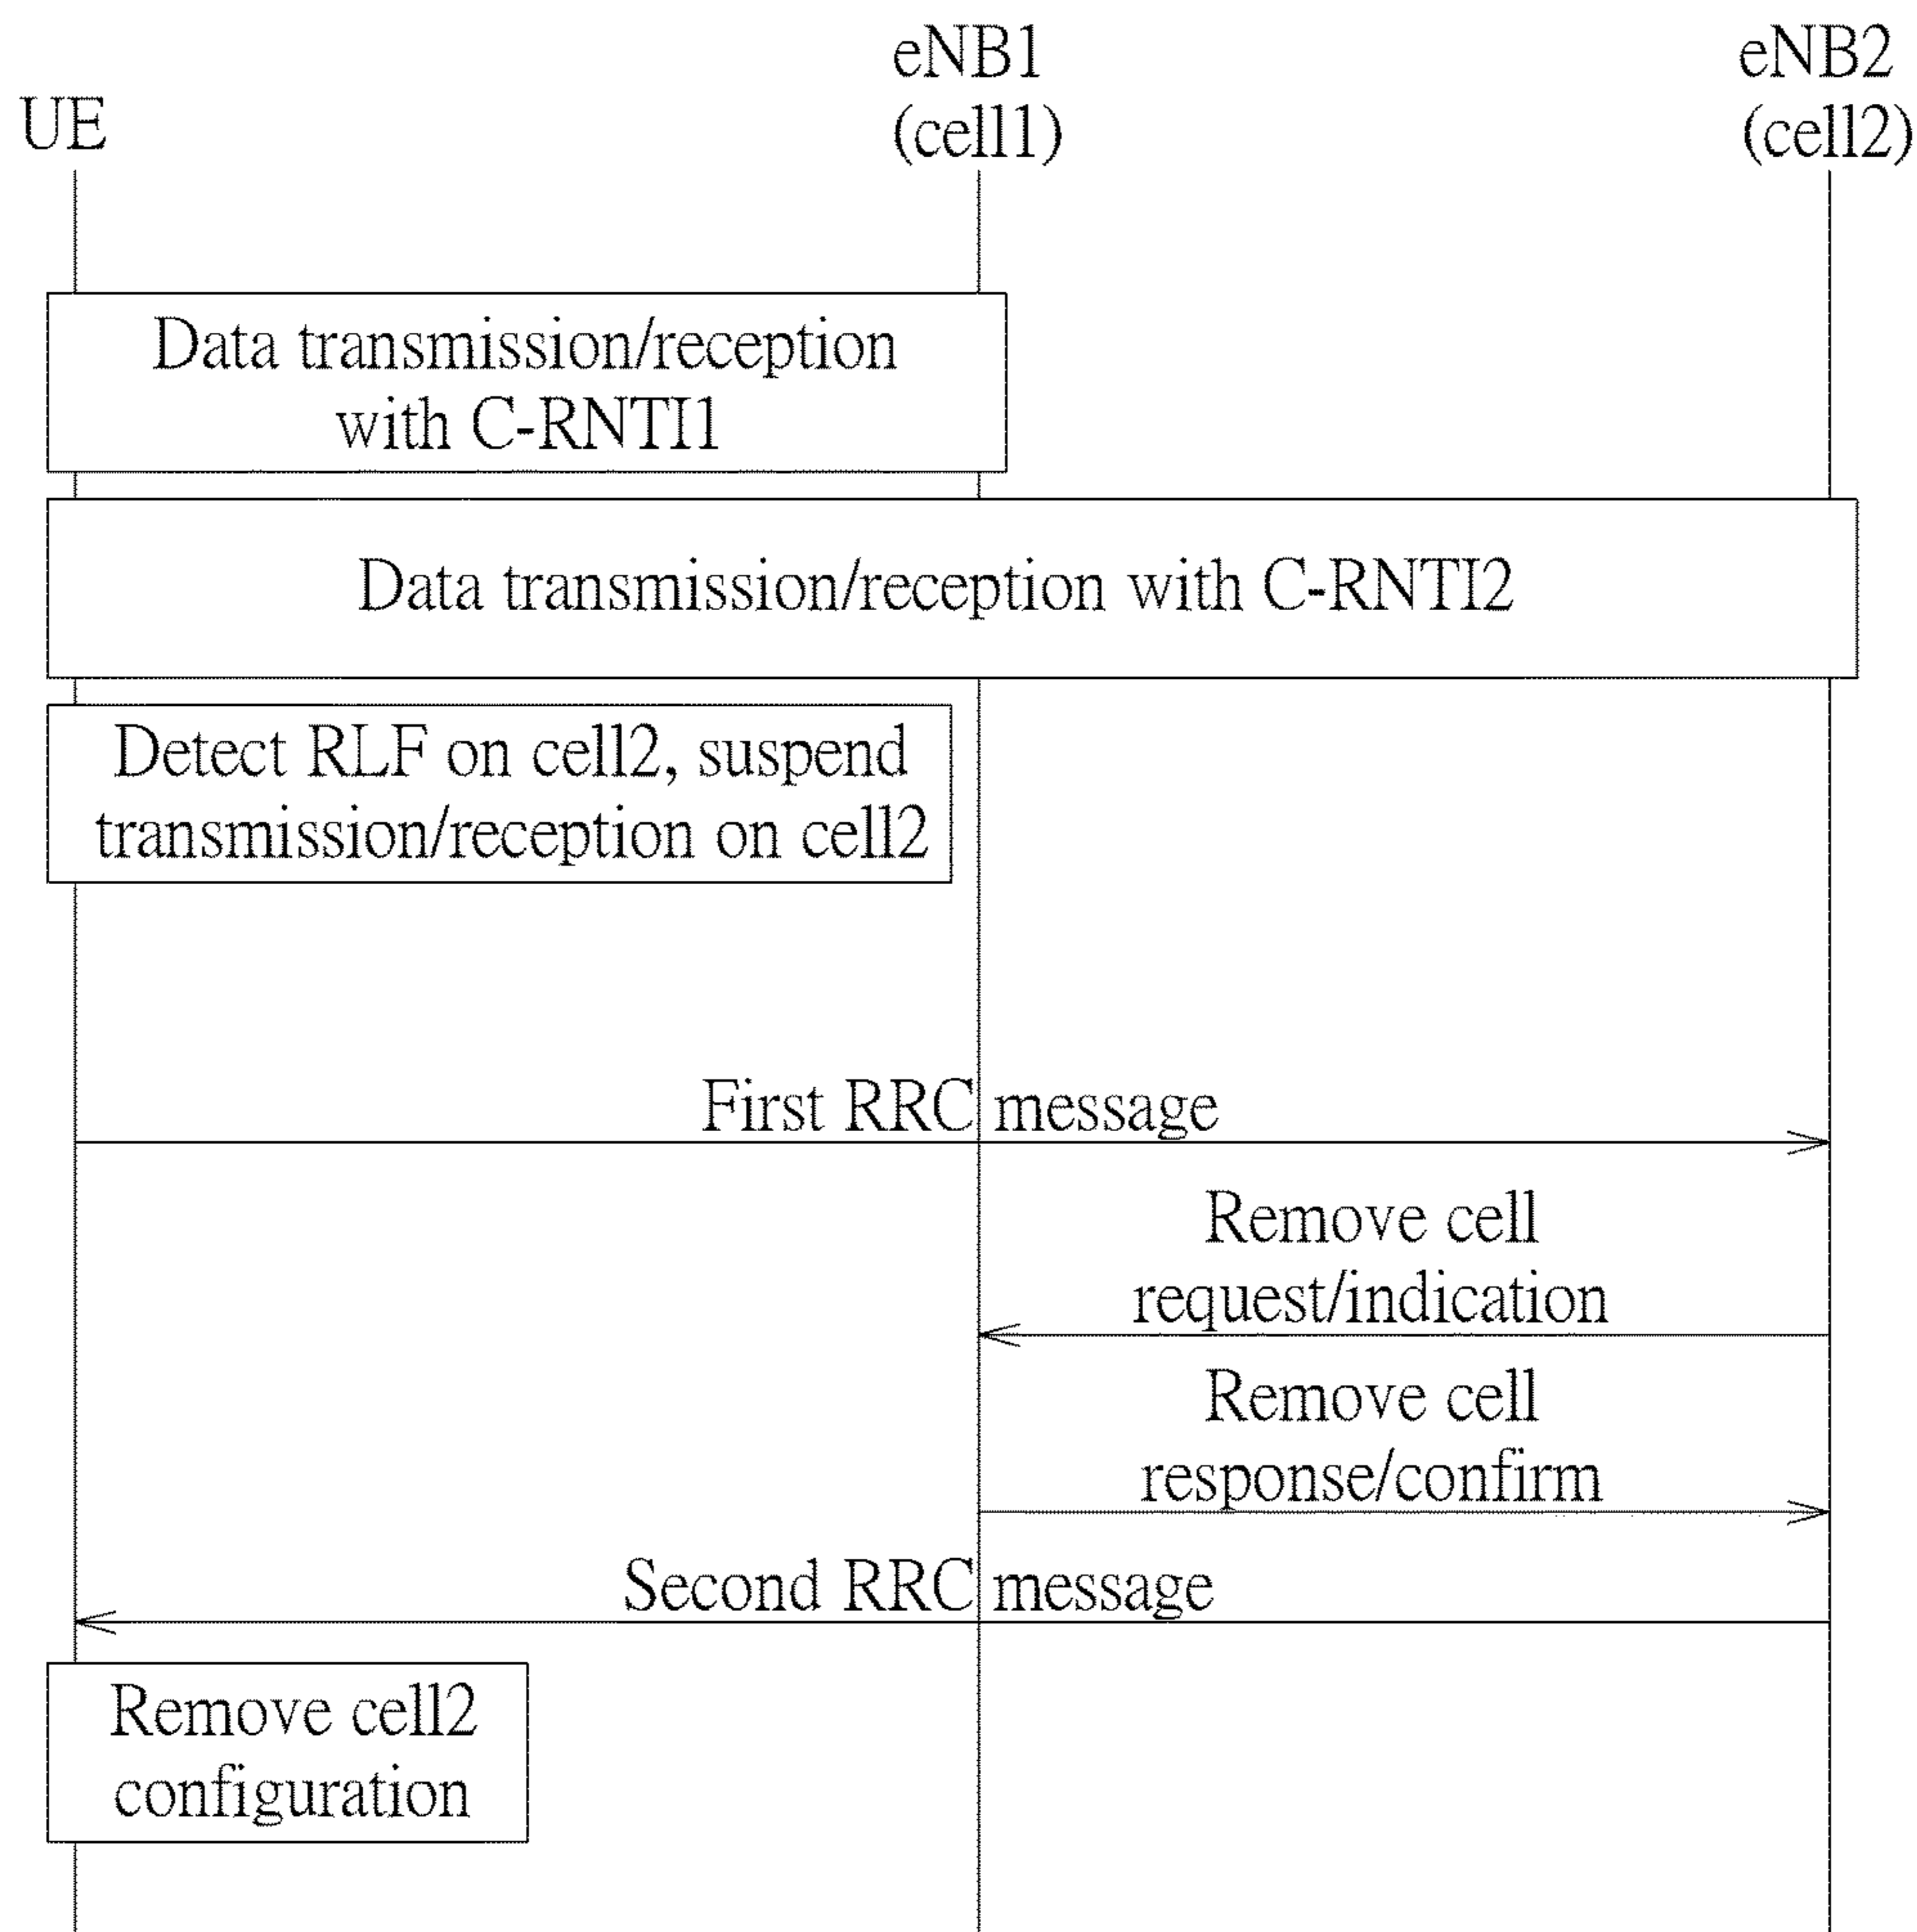 UE
eNB1
(cell1)
eNB2
(cell2)
Data transmission/reception
with C-RNTI1
Data transmission/reception with C-RNTI2
Detect RLF on cell2, suspend
transmission/reception on cell2
First RRC message
Remove cell
request/indication
Remove cell
response/confirm
Second RRC message
Remove cell2
configuration